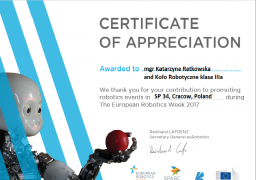 CERTIFICATE
OF APPRECIATION
Awarded to mgr Katarzyna Ratkowska
and Koło Robotyczne klasa IIIa
We thank you for your contribution to promoting
robotics events in SP 34, Cracow, Poland during
The European Robotics Week 2017
Reinhard LAFRENZ
Secretary General euRobotics
EUROPEAN
ROBOTICS
SPARC